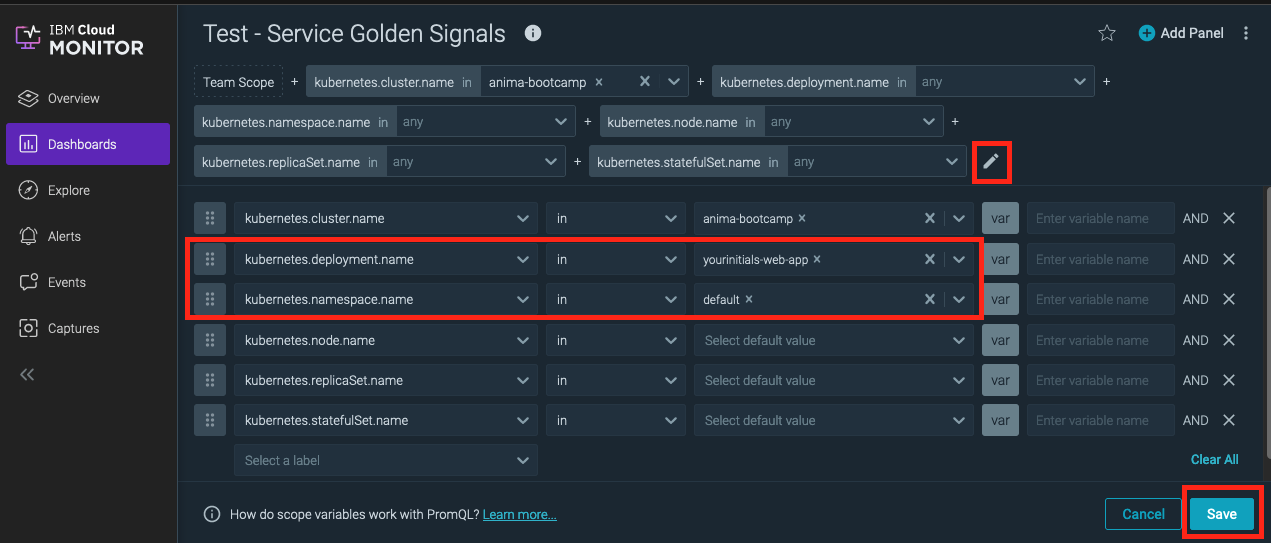 IBM Cloud
MONITOR
Overview
Dashboards
Explore
Alerts
Events
Captures
Test - Service Golden Signals
Add Panel
Team Scope + kubernetes.cluster.name in anima-bootcamp × + kubernetes.deployment.name in any +
kubernetes.namespace.name in any + kubernetes.node.name in any +
kubernetes.replicaSet.name in any + kubernetes.statefulSet.name in any
kubernetes.cluster.name in anima-bootcamp × var Enter variable name AND
kubernetes.deployment.name in yourinitials-web-app × var Enter variable name AND
kubernetes.namespace.name in default × var Enter variable name AND
kubernetes.node.name in Select default value var Enter variable name AND
kubernetes.replicaSet.name in Select default value var Enter variable name AND
kubernetes.statefulSet.name in Select default value var Enter variable name AND
Select a label
Clear All
How do scope variables work with PromQL? Learn more...
Cancel Save